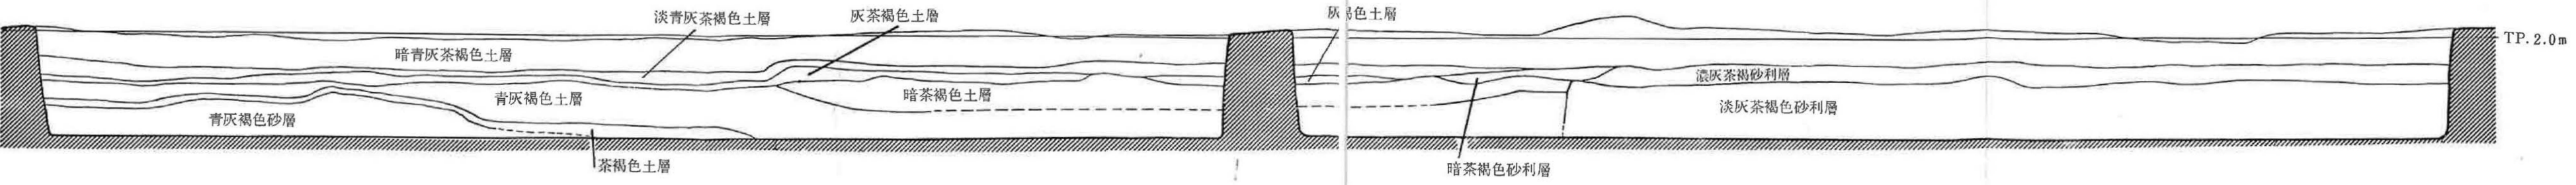 淡青灰茶褐色土層
灰茶褐色土層
灰褐色土層
暗青灰茶褐色土層
TP.2.0m
濃灰茶褐砂利層
青灰褐色土層
暗茶褐色土層
淡灰茶褐色砂利層
青灰褐色砂層
茶褐色土層
暗茶褐色砂利層